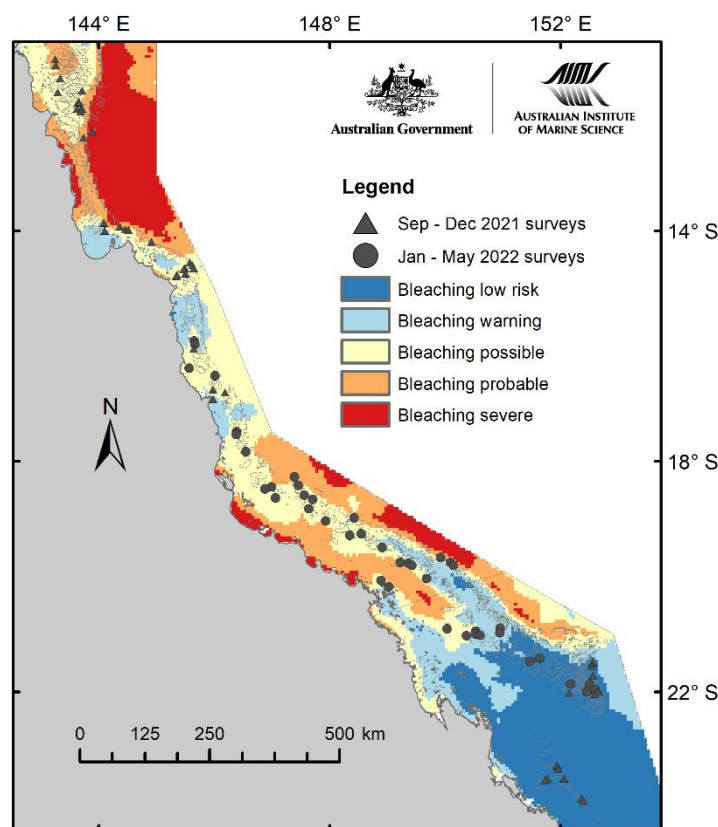 144° E 148° E 152° E
Australian Government
AIMS
AUSTRALIAN INSTITUTE
OF MARINE SCIENCE
Legend
Sep - Dec 2021 surveys
Jan - May 2022 surveys
Bleaching low risk
Bleaching warning
Bleaching possible
Bleaching probable
Bleaching severe
14° S
N
18° S
22° S
0 125 250 500 km